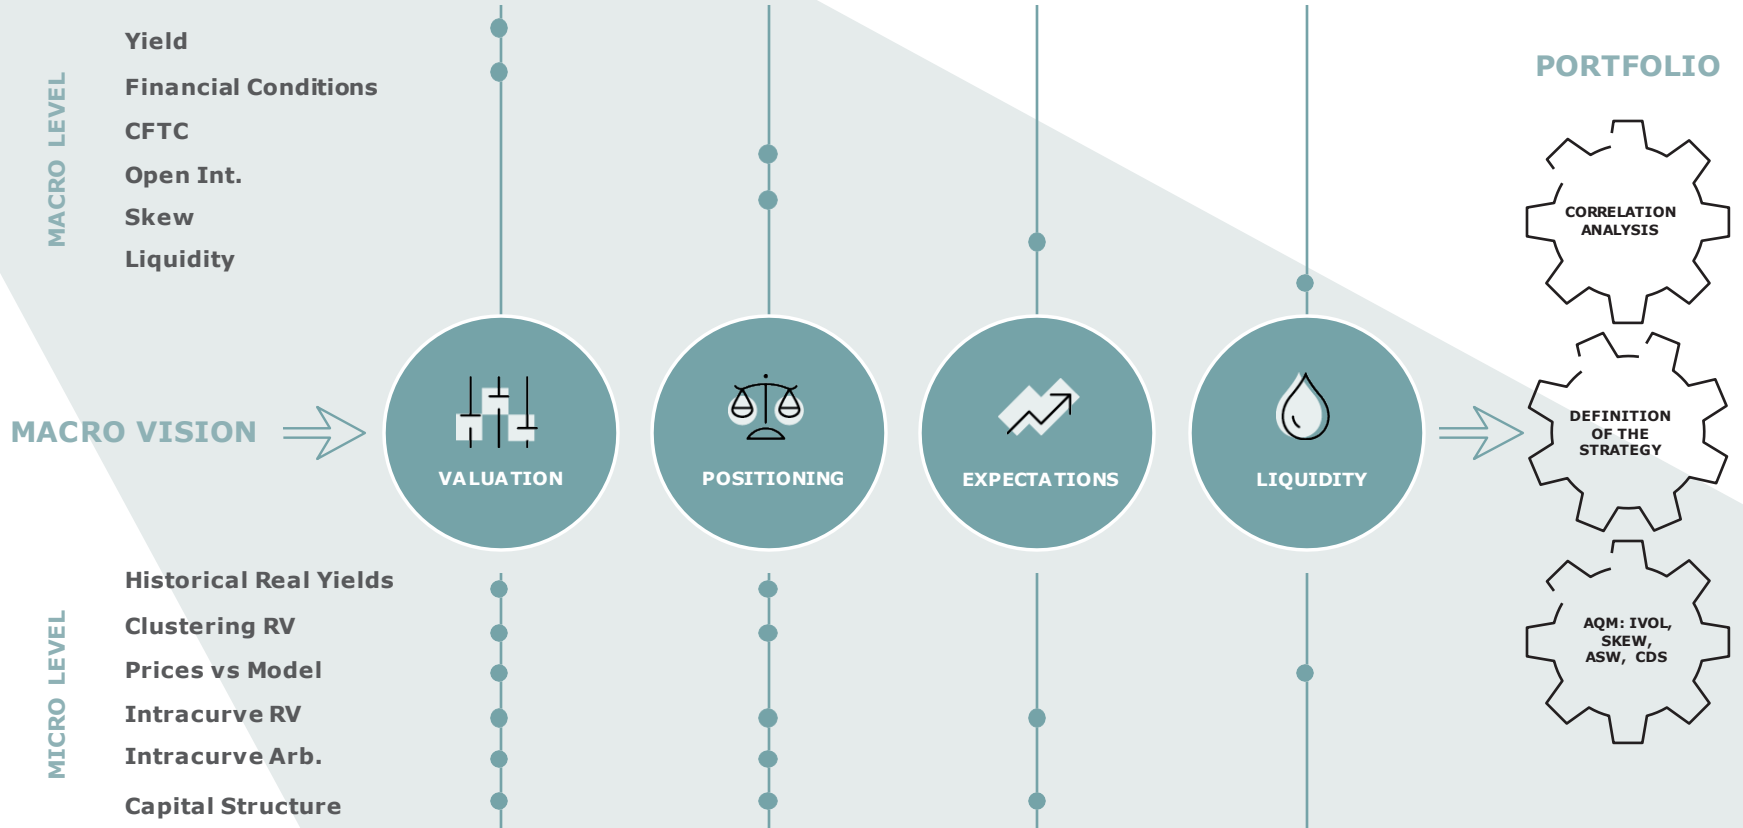 MACRO LEVEL
Yield
Financial Conditions
CFTC
Open Int.
Skew
Liquidity
PORTFOLIO
CORRELATION
ANALYSIS
MACRO VISION
VALUATION
POSITIONING
EXPECTATIONS
LIQUIDITY
DEFINITION
OF THE
STRATEGY
MICRO LEVEL
Historical Real Yields
Clustering RV
Prices vs Model
Intracurve RV
Intracurve Arb.
Capital Structure
AQM: IVOL,
SKEW,
ASW, CDS